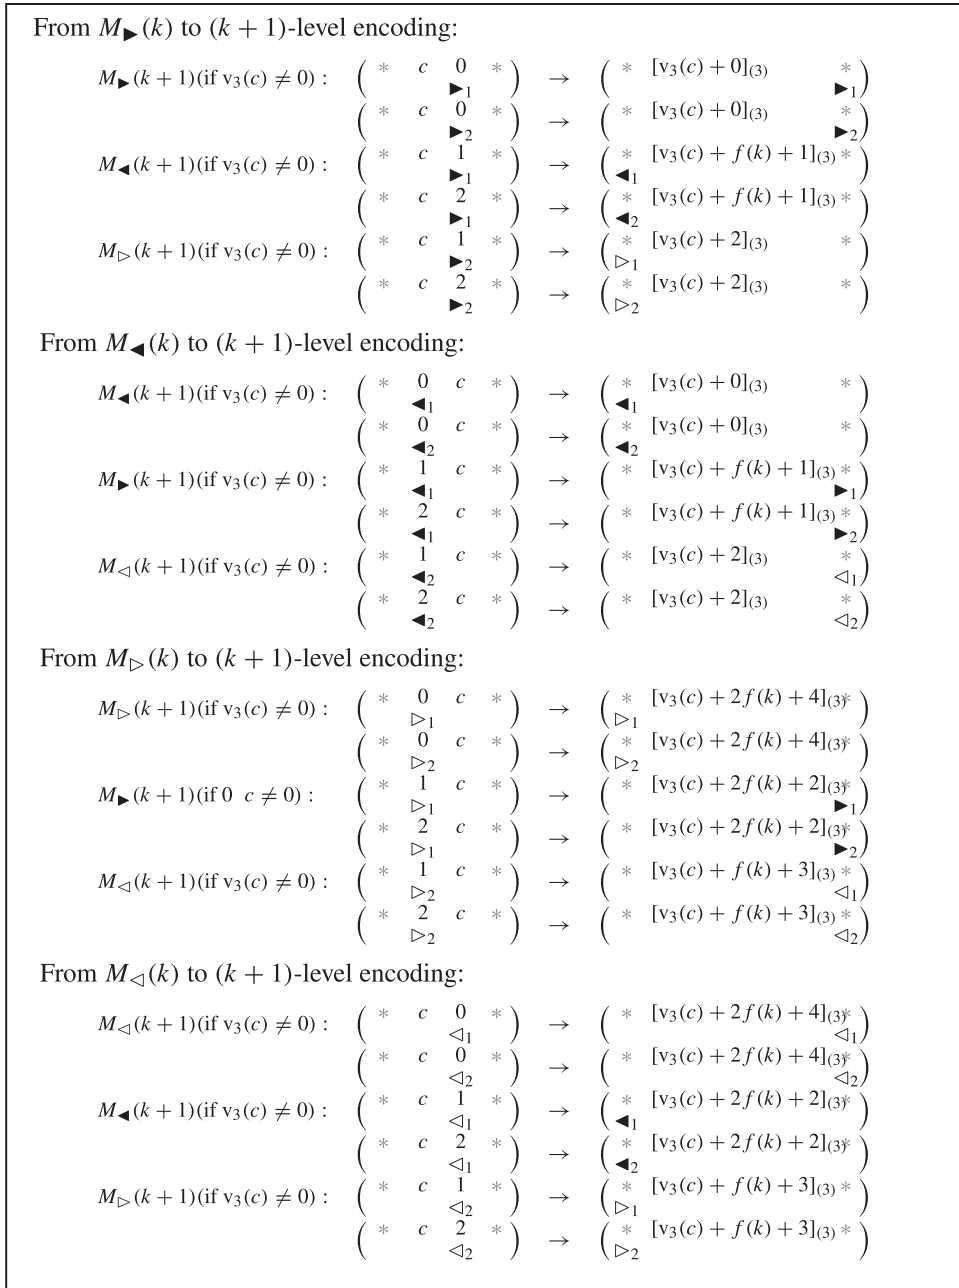 From M▶(k) to (k + 1)-level encoding:
M▶(k + 1)(if v₃(c) ≠ 0) : ( * c 0 * ) → ( * [v₃(c) + 0]₍₃₎ * )
▶₁ ▶₁
( * c 0 * ) → ( * [v₃(c) + 0]₍₃₎ * )
▶₂ ▶₂
M◀(k + 1)(if v₃(c) ≠ 0) : ( * c 1 * ) → ( * [v₃(c) + f(k) + 1]₍₃₎ * )
▶₁ ◀₁
( * c 2 * ) → ( * [v₃(c) + f(k) + 1]₍₃₎ * )
▶₁ ◀₂
M▷(k + 1)(if v₃(c) ≠ 0) : ( * c 1 * ) → ( * [v₃(c) + 2]₍₃₎ * )
▶₂ ▷₁
( * c 2 * ) → ( * [v₃(c) + 2]₍₃₎ * )
▶₂ ▷₂
From M◀(k) to (k + 1)-level encoding:
M◀(k + 1)(if v₃(c) ≠ 0) : ( * 0 c * ) → ( * [v₃(c) + 0]₍₃₎ * )
◀₁ ◀₁
( * 0 c * ) → ( * [v₃(c) + 0]₍₃₎ * )
◀₂ ◀₂
M▶(k + 1)(if v₃(c) ≠ 0) : ( * 1 c * ) → ( * [v₃(c) + f(k) + 1]₍₃₎ * )
◀₁ ▶₁
( * 2 c * ) → ( * [v₃(c) + f(k) + 1]₍₃₎ * )
◀₁ ▶₂
M◁(k + 1)(if v₃(c) ≠ 0) : ( * 1 c * ) → ( * [v₃(c) + 2]₍₃₎ * )
◀₂ ◁₁
( * 2 c * ) → ( * [v₃(c) + 2]₍₃₎ * )
◀₂ ◁₂
From M▷(k) to (k + 1)-level encoding:
M▷(k + 1)(if v₃(c) ≠ 0) : ( * 0 c * ) → ( * [v₃(c) + 2f(k) + 4]₍₃₎ * )
▷₁ ▷₁
( * 0 c * ) → ( * [v₃(c) + 2f(k) + 4]₍₃₎ * )
▷₂ ▷₂
M▶(k + 1)(if 0 c ≠ 0) : ( * 1 c * ) → ( * [v₃(c) + 2f(k) + 2]₍₃₎ * )
▷₁ ▶₁
( * 2 c * ) → ( * [v₃(c) + 2f(k) + 2]₍₃₎ * )
▷₁ ▶₂
M◁(k + 1)(if v₃(c) ≠ 0) : ( * 1 c * ) → ( * [v₃(c) + f(k) + 3]₍₃₎ * )
▷₂ ◁₁
( * 2 c * ) → ( * [v₃(c) + f(k) + 3]₍₃₎ * )
▷₂ ◁₂
From M◁(k) to (k + 1)-level encoding:
M◁(k + 1)(if v₃(c) ≠ 0) : ( * c 0 * ) → ( * [v₃(c) + 2f(k) + 4]₍₃₎ * )
◁₁ ◁₁
( * c 0 * ) → ( * [v₃(c) + 2f(k) + 4]₍₃₎ * )
◁₂ ◁₂
M◀(k + 1)(if v₃(c) ≠ 0) : ( * c 1 * ) → ( * [v₃(c) + 2f(k) + 2]₍₃₎ * )
◁₁ ◀₁
( * c 2 * ) → ( * [v₃(c) + 2f(k) + 2]₍₃₎ * )
◁₁ ◀₂
M▷(k + 1)(if v₃(c) ≠ 0) : ( * c 1 * ) → ( * [v₃(c) + f(k) + 3]₍₃₎ * )
◁₂ ▷₁
( * c 2 * ) → ( * [v₃(c) + f(k) + 3]₍₃₎ * )
◁₂ ▷₂